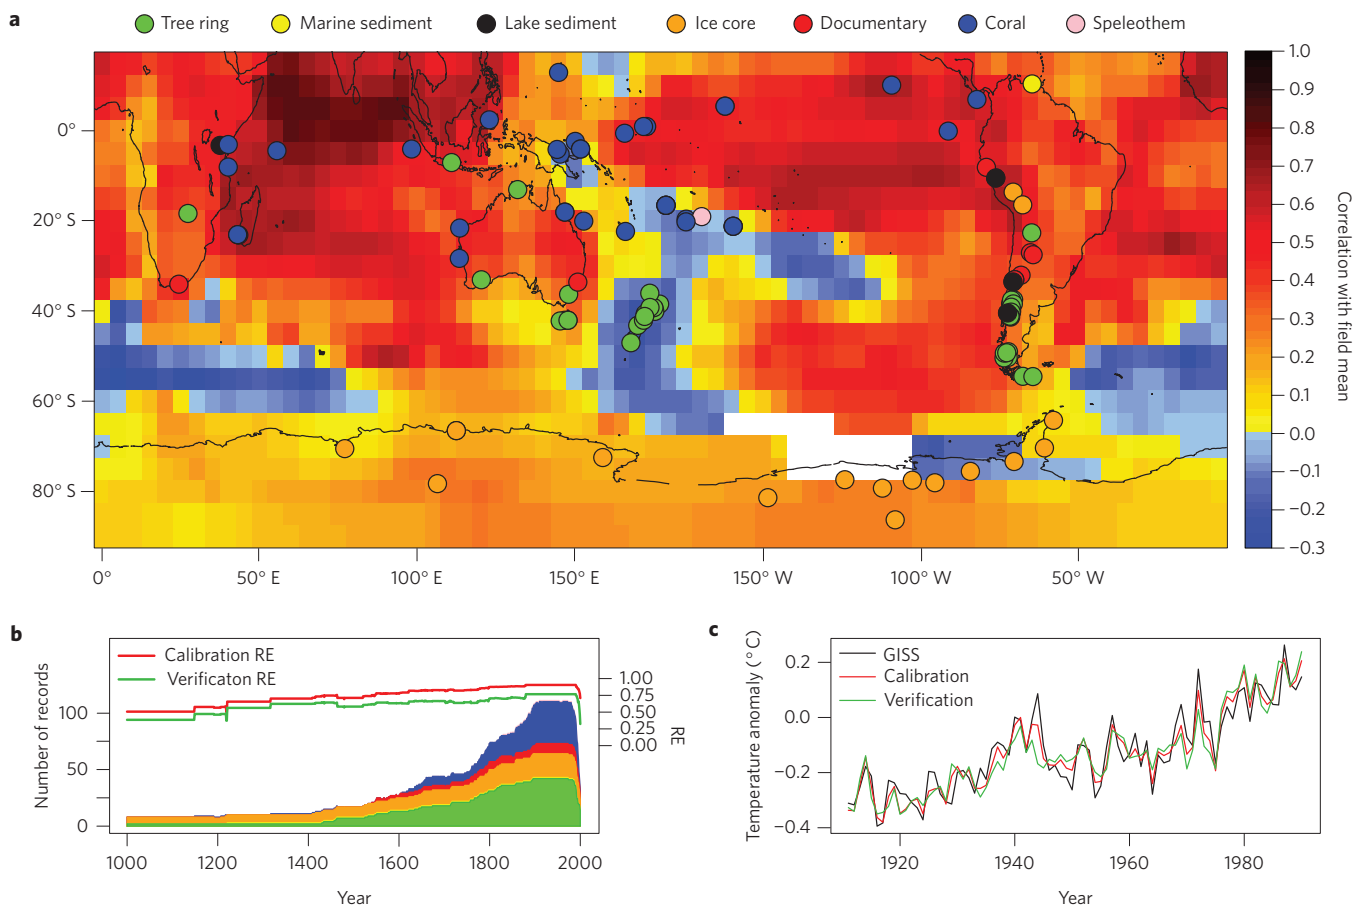 a
Tree ring Marine sediment Lake sediment Ice core Documentary Coral Speleothem
0°
20° S
40° S
60° S
80° S
0° 50° E 100° E 150° E 150° W 100° W 50° W
1.0
0.9
0.8
0.7
0.6
0.5
0.4
0.3
0.2
0.1
0.0
−0.1
−0.2
−0.3
Correlation with field mean
b
Calibration RE
Verificaton RE
Number of records
100
50
0
1.00
0.75
0.50
0.25
0.00
RE
1000 1200 1400 1600 1800 2000
Year
c
GISS
Calibration
Verification
Temperature anomaly (°C)
0.2
0.0
−0.2
−0.4
1920 1940 1960 1980
Year